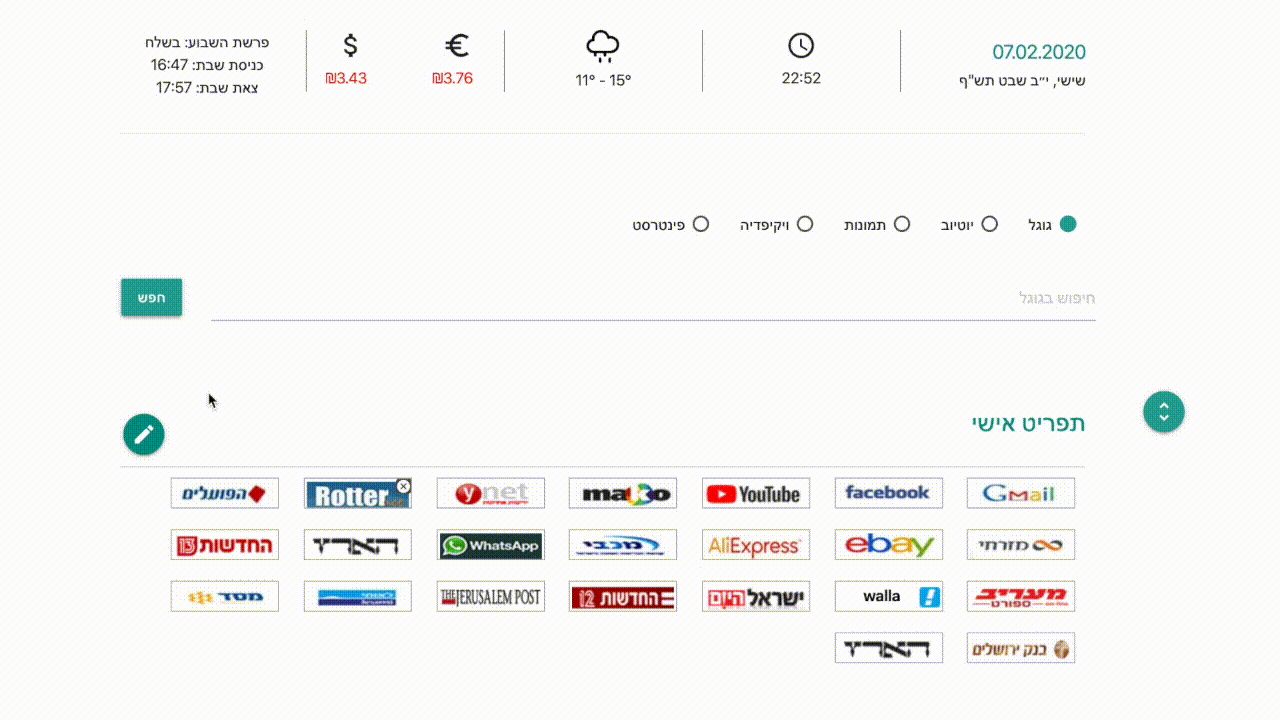 07.02.2020
שישי, י״ב שבט תש"ף
22:52
11° - 15°
₪3.76
₪3.43
פרשת השבוע: בשלח
כניסת שבת: 16:47
צאת שבת: 17:57
גוגל
יוטיוב
תמונות
ויקיפדיה
פינטרסט
חיפוש בגוגל
חפש
תפריט אישי
GMail
facebook
YouTube
mako
ynet
Rotter
הפועלים
מזרחי
ebay
AliExpress
מכבי
WhatsApp
הארץ
החדשות 13
מעריב
ספורט
walla!
ישראל היום
החדשות 12
THE JERUSALEM POST
מסד
בנק ירושלים
הארץ